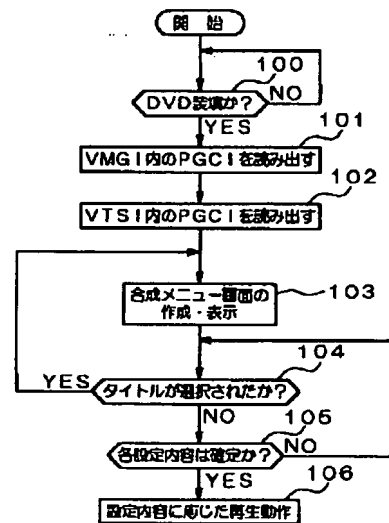 開始
100
DVD装填か?
NO
YES
101
VMGI内のPGCIを読み出す
102
VTSI内のPGCIを読み出す
合成メニュー画面の
作成・表示
103
104
YES
タイトルが選択されたか?
NO
105
各設定内容は確定か?
NO
YES
106
設定内容に応じた再生動作